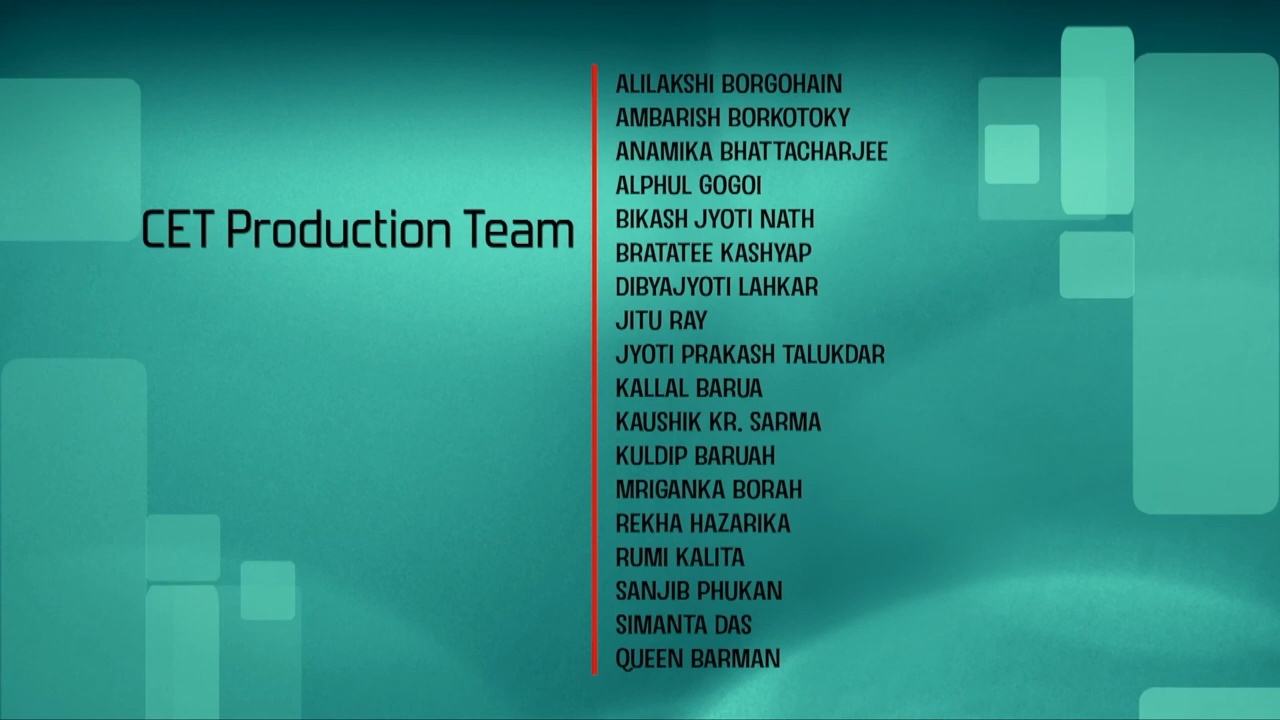 CET Production Team
ALILAKSHI BORGOHAIN
AMBARISH BORKOTOKY
ANAMIKA BHATTACHARJEE
ALPHUL GOGOI
BIKASH JYOTI NATH
BRATATEE KASHYAP
DIBYAJYOTI LAHKAR
JITU RAY
JYOTI PRAKASH TALUKDAR
KALLAL BARUA
KAUSHIK KR. SARMA
KULDIP BARUAH
MRIGANKA BORAH
REKHA HAZARIKA
RUMI KALITA
SANJIB PHUKAN
SIMANTA DAS
QUEEN BARMAN